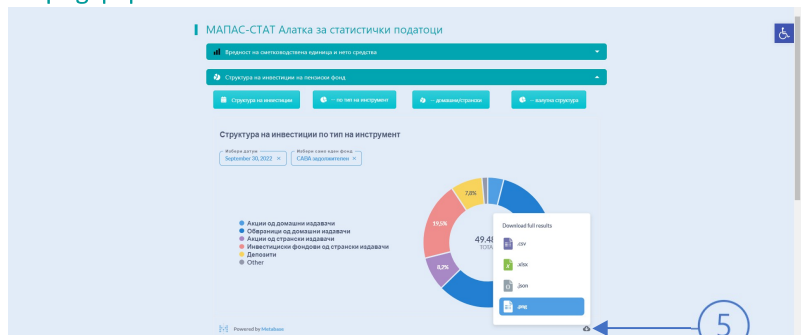 МАПАС-СТАТ Алатка за статистички податоци
Вредност на сметководствена единица и нето средства
Структура на инвестиции на пензиски фонд
Структура на инвестиции
— по тип на инструмент
— домашни/странски
— валутна структура
Структура на инвестиции по тип на инструмент
Избери датум
September 30, 2022 ×
Избери само еден фонд
САВА задолжителен ×
7,8%
19,5%
8,2%
49.48
TOTA
Акции од домашни издавачи
Обврзници од домашни издавачи
Акции од странски издавачи
Инвестициски фондови од странски издавачи
Депозити
Other
Download full results
.csv
.xlsx
.json
.png
Powered by Metabase
5